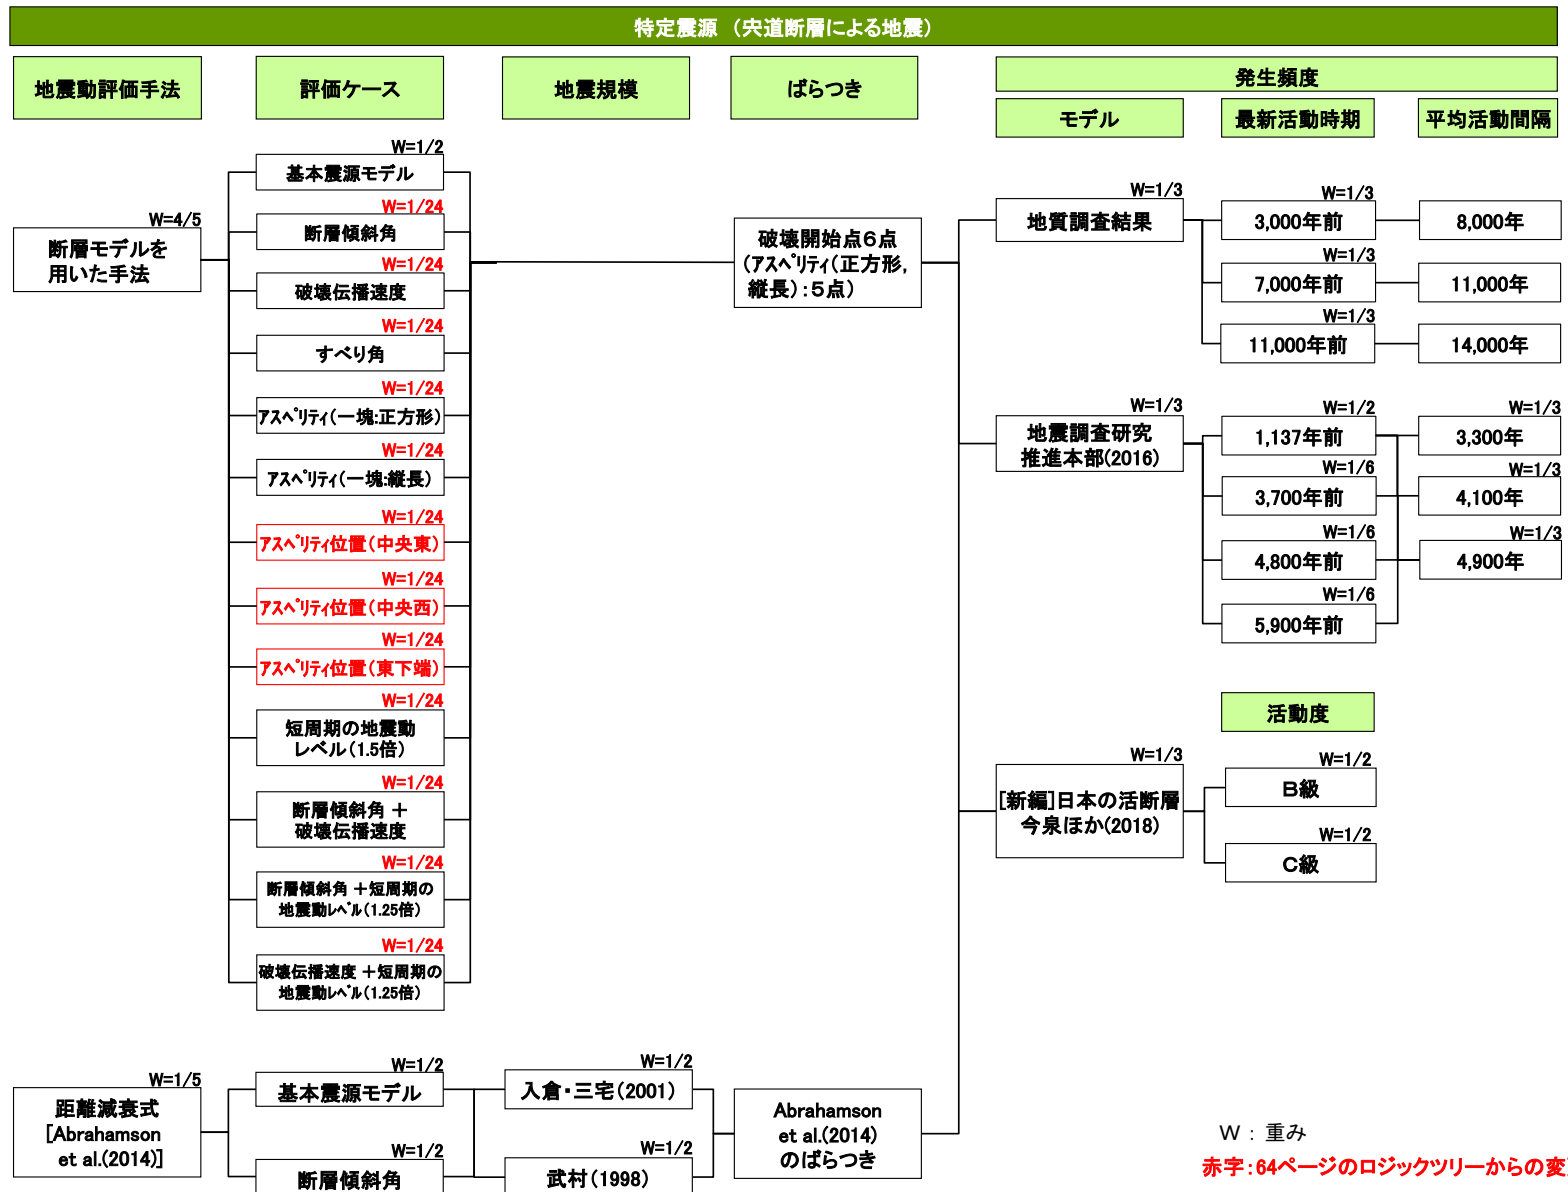 特定震源 （宍道断層による地震）
地震動評価手法
評価ケース
地震規模
ばらつき
発生頻度
モデル
最新活動時期
平均活動間隔
W=4/5
断層モデルを
用いた手法
W=1/2
基本震源モデル
W=1/24
断層傾斜角
W=1/24
破壊伝播速度
W=1/24
すべり角
W=1/24
アスペリティ（一塊:正方形）
W=1/24
アスペリティ（一塊:縦長）
W=1/24
アスペリティ位置（中央東）
W=1/24
アスペリティ位置（中央西）
W=1/24
アスペリティ位置（東下端）
W=1/24
短周期の地震動
レベル（1.5倍）
W=1/24
断層傾斜角 ＋
破壊伝播速度
W=1/24
断層傾斜角 ＋短周期の
地震動レベル（1.25倍）
W=1/24
破壊伝播速度 ＋短周期の
地震動レベル（1.25倍）
破壊開始点６点
（アスペリティ（正方形，
縦長）：５点）
W=1/3
地質調査結果
W=1/3
3,000年前
8,000年
W=1/3
7,000年前
11,000年
W=1/3
11,000年前
14,000年
W=1/3
地震調査研究
推進本部(2016)
W=1/2
1,137年前
W=1/6
3,700年前
W=1/6
4,800年前
W=1/6
5,900年前
W=1/3
3,300年
W=1/3
4,100年
W=1/3
4,900年
活動度
W=1/3
[新編]日本の活断層
今泉ほか(2018)
W=1/2
Ｂ級
W=1/2
Ｃ級
W=1/5
距離減衰式
[Abrahamson
et al.(2014)]
W=1/2
基本震源モデル
W=1/2
断層傾斜角
W=1/2
入倉・三宅（2001）
W=1/2
武村（1998）
Abrahamson
et al.(2014)
のばらつき
Ｗ ： 重み
赤字：64ページのロジックツリーからの変